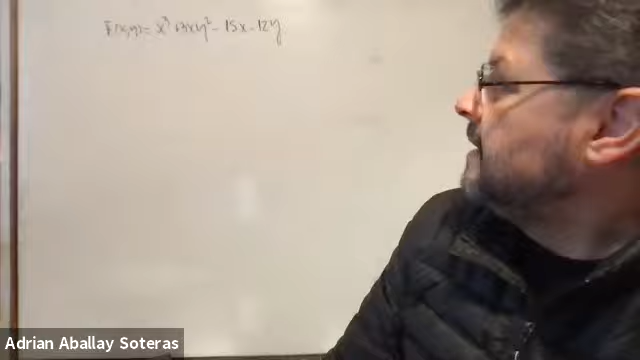 F(x,y)= x³+3xy² - 15x - 12y
Adrian Aballay Soteras